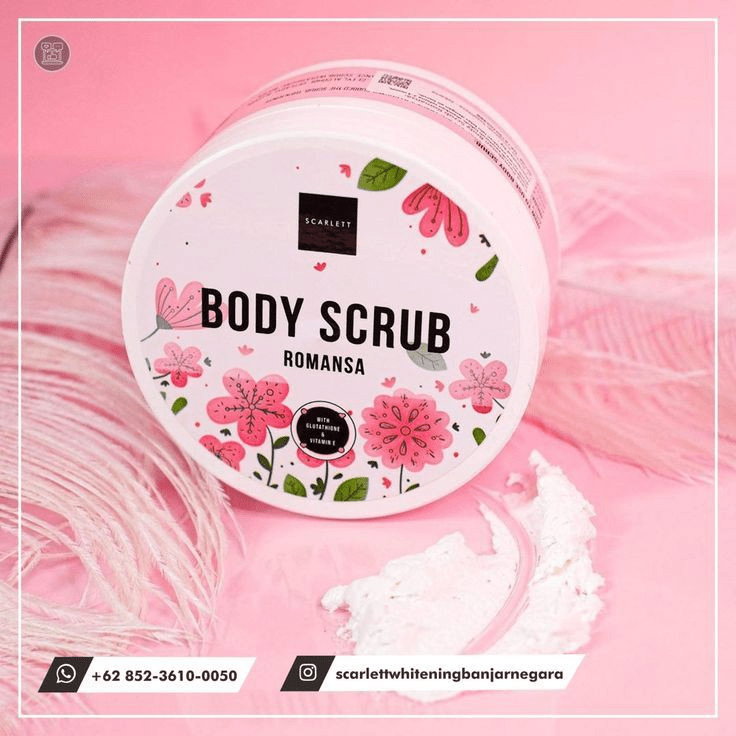 SCARLETT
BODY SCRUB
ROMANSA
WITH
GLUTATHIONE
&
VITAMIN E
+62 852-3610-0050
scarlettwhiteningbanjarnegara